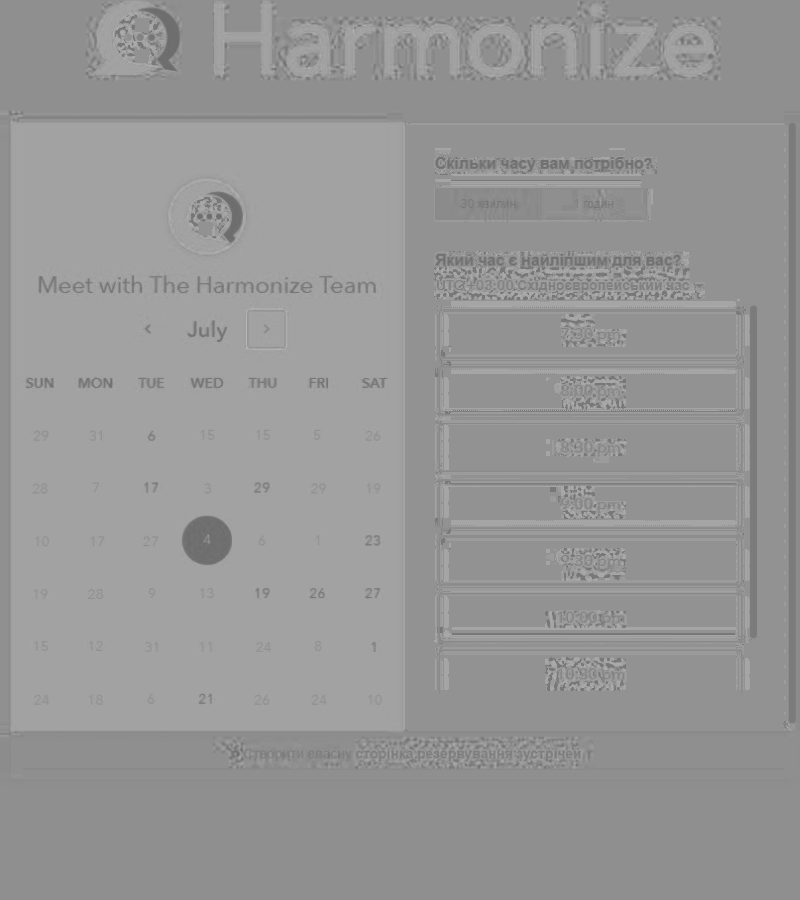 Harmonize
Meet with The Harmonize Team
July
SUN MON TUE WED THU FRI SAT
29 31 6 15 15 5 26
28 7 17 3 29 29 19
10 17 27 4 6 1 23
19 28 9 13 19 26 27
15 12 31 11 24 8 1
24 18 6 21 26 24 10
Скільки часу вам потрібно?
30 хвилин 1 годин
Який час є найліпшим для вас?
UTC+03:00 Східноєвропейський час
7:30 pm
8:00 pm
8:30 pm
9:00 pm
9:30 pm
10:00 pm
10:30 pm
Створити власну сторінка резервування зустрічей